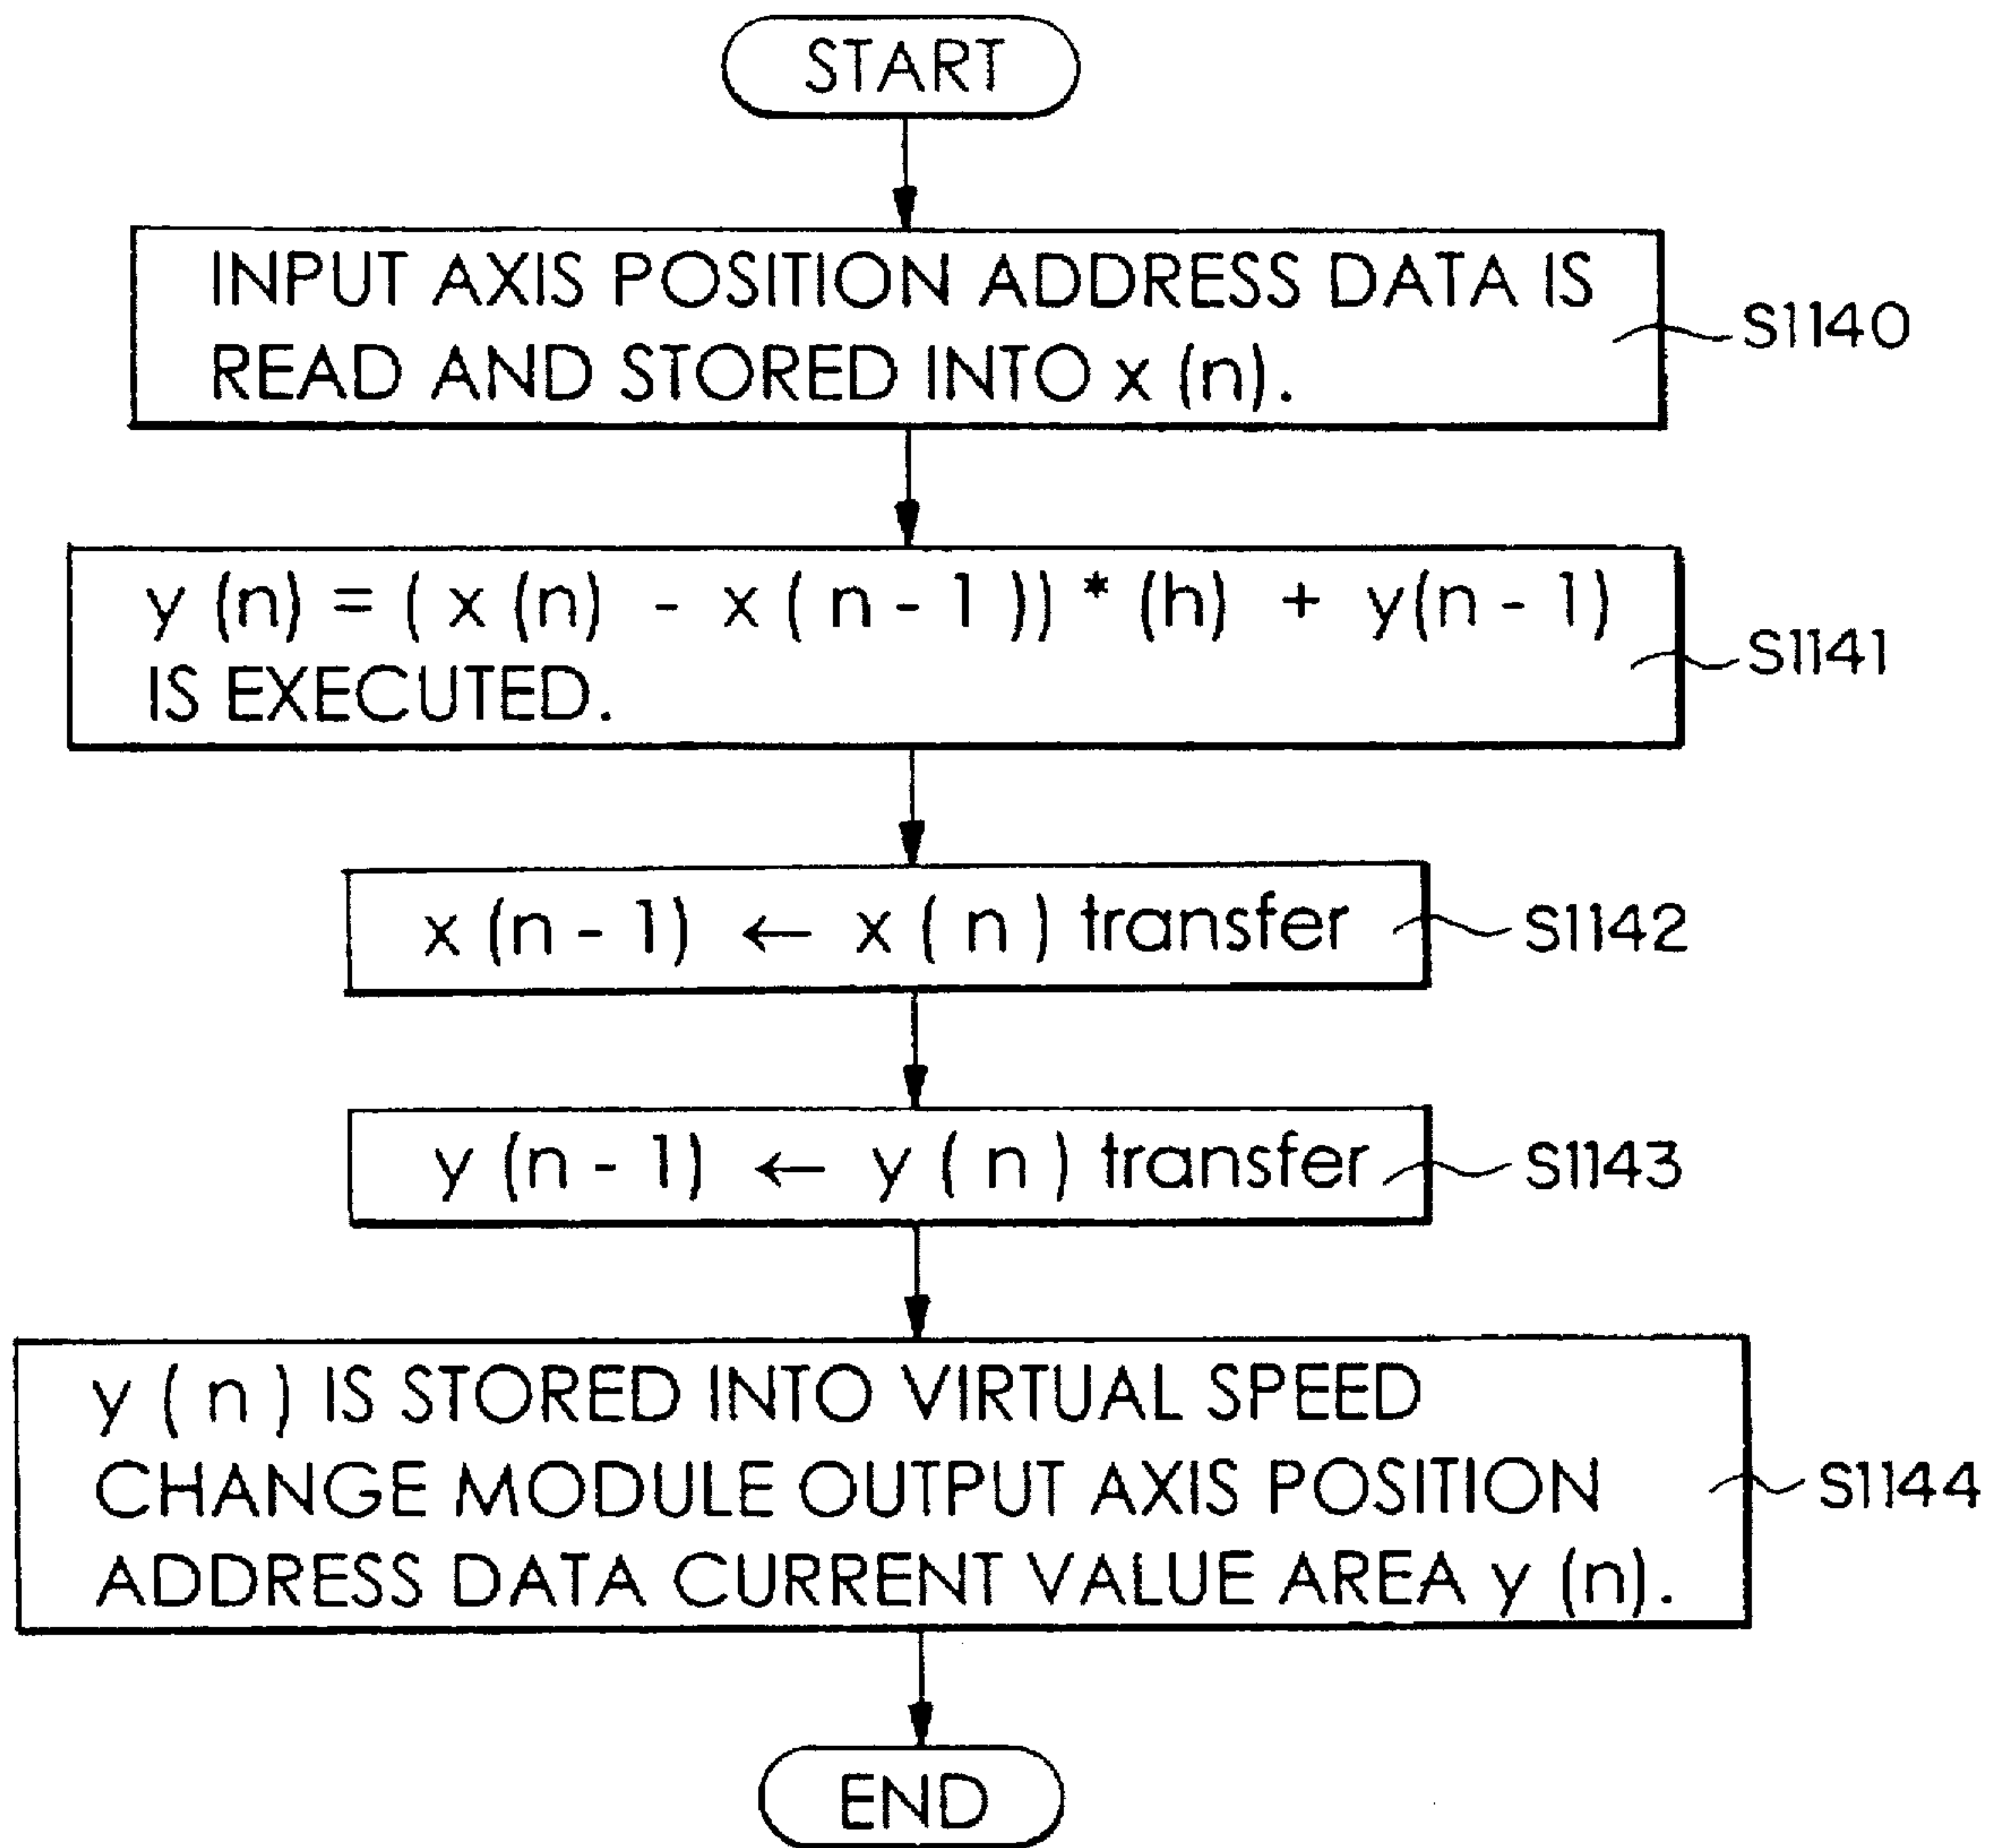 START
INPUT AXIS POSITION ADDRESS DATA IS
READ AND STORED INTO x (n).
S1140
y (n) = ( x (n) - x ( n - 1 )) * (h) + y(n - 1)
IS EXECUTED.
S1141
x (n - 1) ← x ( n ) transfer
S1142
y (n - 1) ← y ( n ) transfer
S1143
y ( n ) IS STORED INTO VIRTUAL SPEED
CHANGE MODULE OUTPUT AXIS POSITION
ADDRESS DATA CURRENT VALUE AREA y (n).
S1144
END